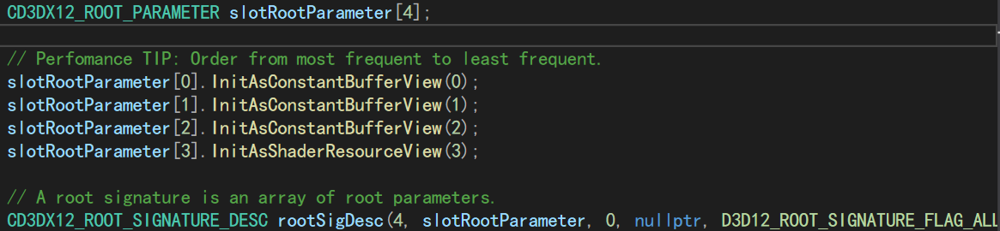 CD3DX12_ROOT_PARAMETER slotRootParameter[4];
// Perfomance TIP: Order from most frequent to least frequent.
slotRootParameter[0].InitAsConstantBufferView(0);
slotRootParameter[1].InitAsConstantBufferView(1);
slotRootParameter[2].InitAsConstantBufferView(2);
slotRootParameter[3].InitAsShaderResourceView(3);
// A root signature is an array of root parameters.
CD3DX12_ROOT_SIGNATURE_DESC rootSigDesc(4, slotRootParameter, 0, nullptr, D3D12_ROOT_SIGNATURE_FLAG_ALL